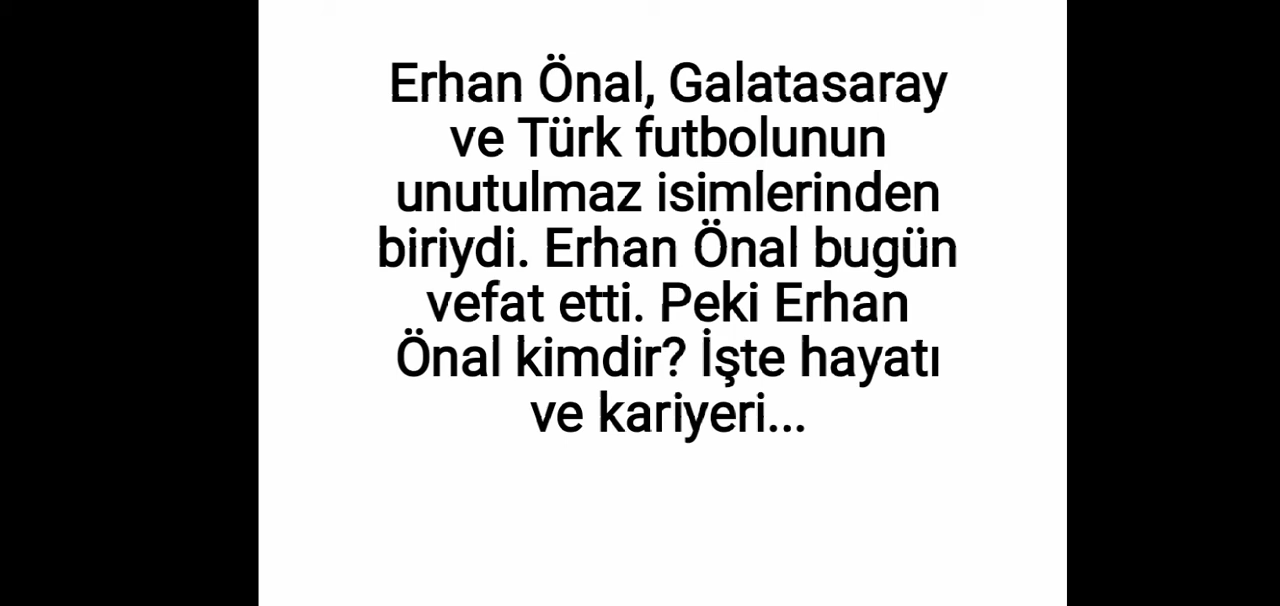 Erhan Önal, Galatasaray
ve Türk futbolunun
unutulmaz isimlerinden
biriydi. Erhan Önal bugün
vefat etti. Peki Erhan
Önal kimdir? İşte hayatı
ve kariyeri...